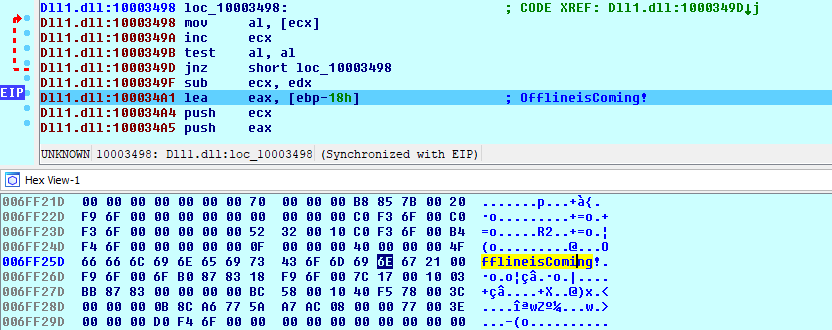 Dll1.dll:10003498 loc_10003498: ; CODE XREF: Dll1.dll:1000349D↓j
Dll1.dll:10003498 mov al, [ecx]
Dll1.dll:1000349A inc ecx
Dll1.dll:1000349B test al, al
Dll1.dll:1000349D jnz short loc_10003498
Dll1.dll:1000349F sub ecx, edx
EIP Dll1.dll:100034A1 lea eax, [ebp-18h] ; OfflineisComing!
Dll1.dll:100034A4 push ecx
Dll1.dll:100034A5 push eax
UNKNOWN 10003498: Dll1.dll:loc_10003498 (Synchronized with EIP)
Hex View-1
006FF21D 00 00 00 00 00 00 00 70 00 00 00 B8 85 7B 00 20 .......p...+à{.
006FF22D F9 6F 00 00 00 00 00 00 00 00 00 C0 F3 6F 00 C0 ·o.........+=o.+
006FF23D F3 6F 00 00 00 00 00 52 32 00 10 C0 F3 6F 00 B4 =o.....R2..+=o.¦
006FF24D F4 6F 00 00 00 00 00 0F 00 00 00 40 00 00 00 4F (o.........@...O
006FF25D 66 66 6C 69 6E 65 69 73 43 6F 6D 69 6E 67 21 00 fflineisComing!.
006FF26D F9 6F 00 6F B0 87 83 18 F9 6F 00 7C 17 00 10 03 ·o.o¦çâ.·o.|....
006FF27D BB 87 83 00 00 00 00 BC 58 00 10 40 F5 78 00 3C +çâ....+X..@)x.<
006FF28D 00 00 00 0B 8C A6 77 5A A7 AC 08 00 00 77 00 3E ....îªwZº¼...w.>
006FF29D 00 00 00 D0 F4 6F 00 00 00 00 00 00 00 00 00 00 ...-(o..........